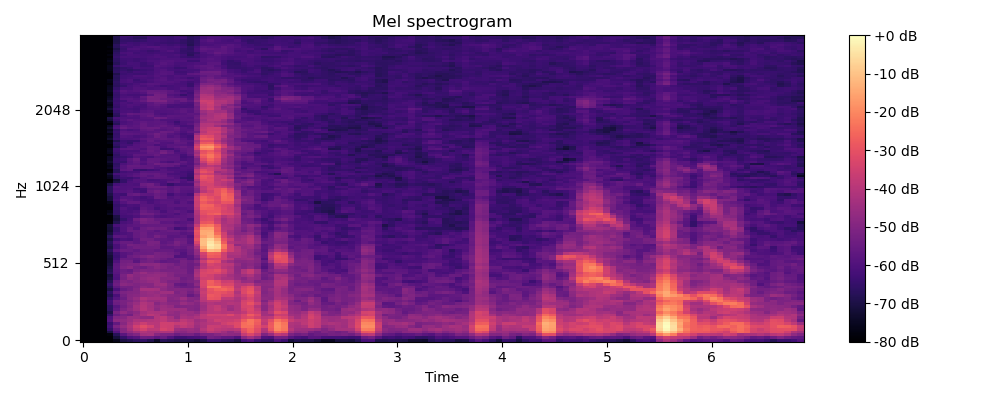 Mel spectrogram
Hz
2048
1024
512
0
0 1 2 3 4 5 6
Time
+0 dB
-10 dB
-20 dB
-30 dB
-40 dB
-50 dB
-60 dB
-70 dB
-80 dB